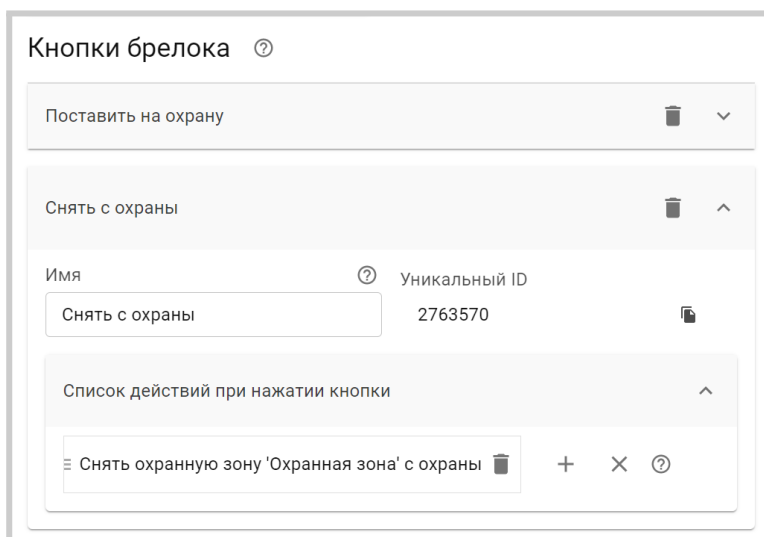 Кнопки брелока
Поставить на охрану
Снять с охраны
Имя
Уникальный ID
Снять с охраны
2763570
Список действий при нажатии кнопки
Снять охранную зону 'Охранная зона' с охраны